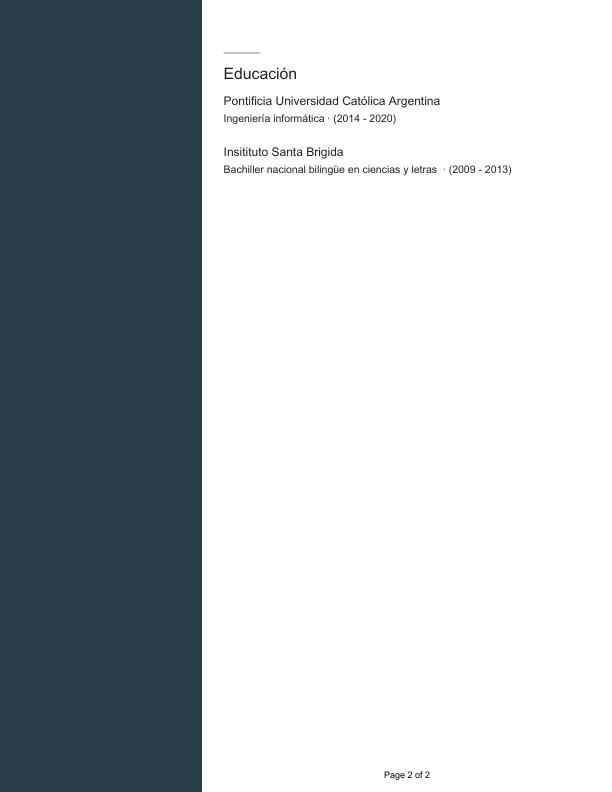 Educación
Pontificia Universidad Católica Argentina
Ingeniería informática · (2014 - 2020)
Insitituto Santa Brigida
Bachiller nacional bilingüe en ciencias y letras · (2009 - 2013)
Page 2 of 2